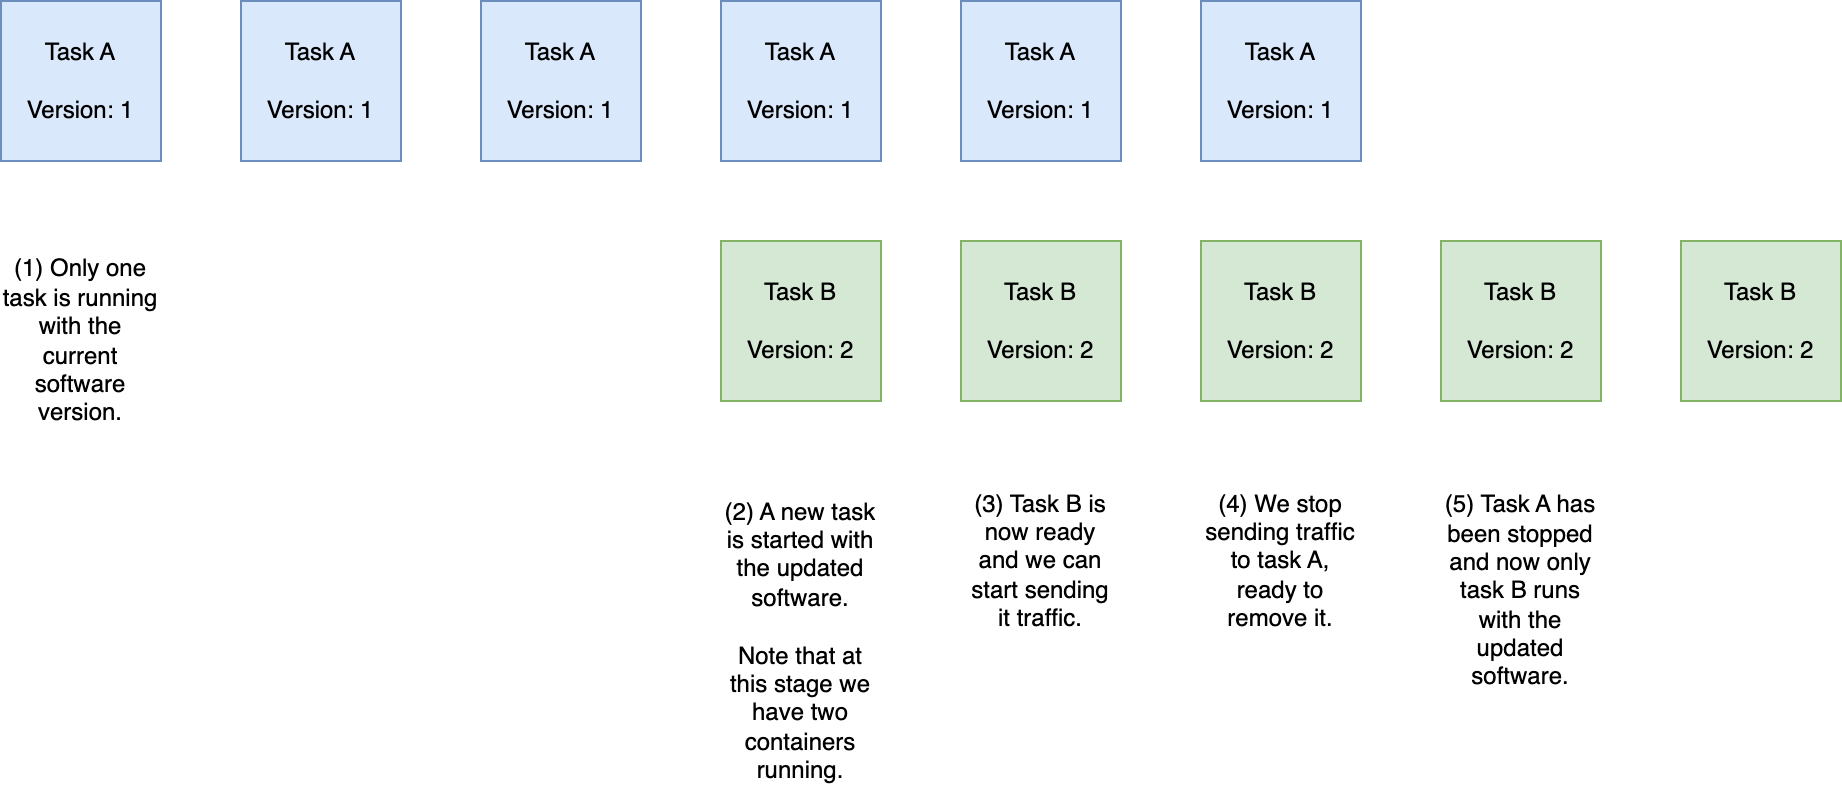 Task A
Version: 1
Task A
Version: 1
Task A
Version: 1
Task A
Version: 1
Task A
Version: 1
Task A
Version: 1
(1) Only one
task is running
with the
current
software
version.
Task B
Version: 2
Task B
Version: 2
Task B
Version: 2
Task B
Version: 2
Task B
Version: 2
(2) A new task
is started with
the updated
software.
Note that at
this stage we
have two
containers
running.
(3) Task B is
now ready
and we can
start sending
it traffic.
(4) We stop
sending traffic
to task A,
ready to
remove it.
(5) Task A has
been stopped
and now only
task B runs
with the
updated
software.